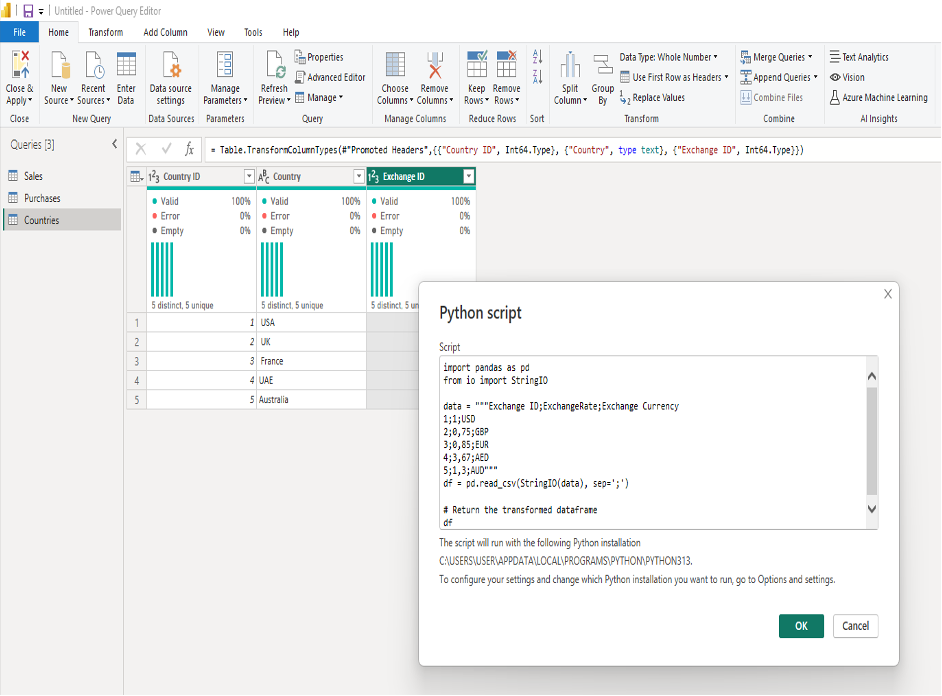 Untitled - Power Query Editor
File Home Transform Add Column View Tools Help
Close & Apply
New Source
Recent Sources
Enter Data
Data source settings
Manage Parameters
Refresh Preview
Properties
Advanced Editor
Manage
Choose Columns
Remove Columns
Keep Rows
Remove Rows
Split Column
Group By
Data Type: Whole Number
Use First Row as Headers
Replace Values
Merge Queries
Append Queries
Combine Files
Text Analytics
Vision
Azure Machine Learning
Close New Query Data Sources Parameters Query Manage Columns Reduce Rows Sort Transform Combine AI Insights
Queries [3]
Sales
Purchases
Countries
fx = Table.TransformColumnTypes(#"Promoted Headers",{{"Country ID", Int64.Type}, {"Country", type text}, {"Exchange ID", Int64.Type}})
123 Country ID ABC Country 123 Exchange ID
Valid 100% Valid 100% Valid 100%
Error 0% Error 0% Error 0%
Empty 0% Empty 0% Empty 0%
5 distinct, 5 unique 5 distinct, 5 unique 5 distinct, 5 un
1 1 USA
2 2 UK
3 3 France
4 4 UAE
5 5 Australia
Python script
X
Script
import pandas as pd
from io import StringIO
data = """Exchange ID;ExchangeRate;Exchange Currency
1;1;USD
2;0,75;GBP
3;0,85;EUR
4;3,67;AED
5;1,3;AUD"""
df = pd.read_csv(StringIO(data), sep=';')
# Return the transformed dataframe
df
The script will run with the following Python installation
C:\USERS\USER\APPDATA\LOCAL\PROGRAMS\PYTHON\PYTHON313.
To configure your settings and change which Python installation you want to run, go to Options and settings.
OK Cancel